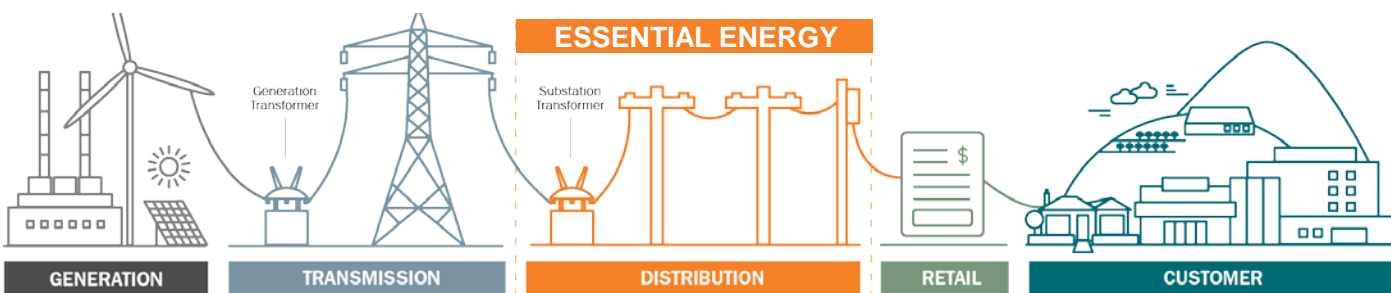 ESSENTIAL ENERGY
Generation
Transformer
Substation
Transformer
$
GENERATION
TRANSMISSION
DISTRIBUTION
RETAIL
CUSTOMER